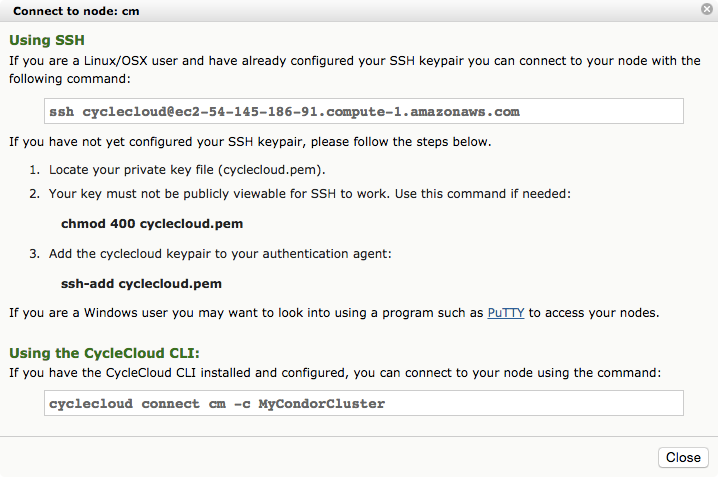 Connect to node: cm
Using SSH
If you are a Linux/OSX user and have already configured your SSH keypair you can connect to your node with the
following command:
ssh cyclecloud@ec2-54-145-186-91.compute-1.amazonaws.com
If you have not yet configured your SSH keypair, please follow the steps below.
1. Locate your private key file (cyclecloud.pem).
2. Your key must not be publicly viewable for SSH to work. Use this command if needed:
chmod 400 cyclecloud.pem
3. Add the cyclecloud keypair to your authentication agent:
ssh-add cyclecloud.pem
If you are a Windows user you may want to look into using a program such as PuTTY to access your nodes.
Using the CycleCloud CLI:
If you have the CycleCloud CLI installed and configured, you can connect to your node using the command:
cyclecloud connect cm -c MyCondorCluster
Close